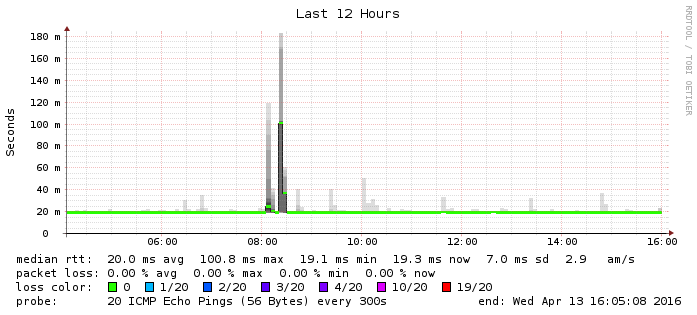 Last 12 Hours
RRDTOOL / TOBI OETIKER
Seconds
180 m
160 m
140 m
120 m
100 m
80 m
60 m
40 m
20 m
0
06:00 08:00 10:00 12:00 14:00 16:00
median rtt: 20.0 ms avg 100.8 ms max 19.1 ms min 19.3 ms now 7.0 ms sd 2.9 am/s
packet loss: 0.00 % avg 0.00 % max 0.00 % min 0.00 % now
loss color: 0 1/20 2/20 3/20 4/20 10/20 19/20
probe: 20 ICMP Echo Pings (56 Bytes) every 300s end: Wed Apr 13 16:05:08 2016